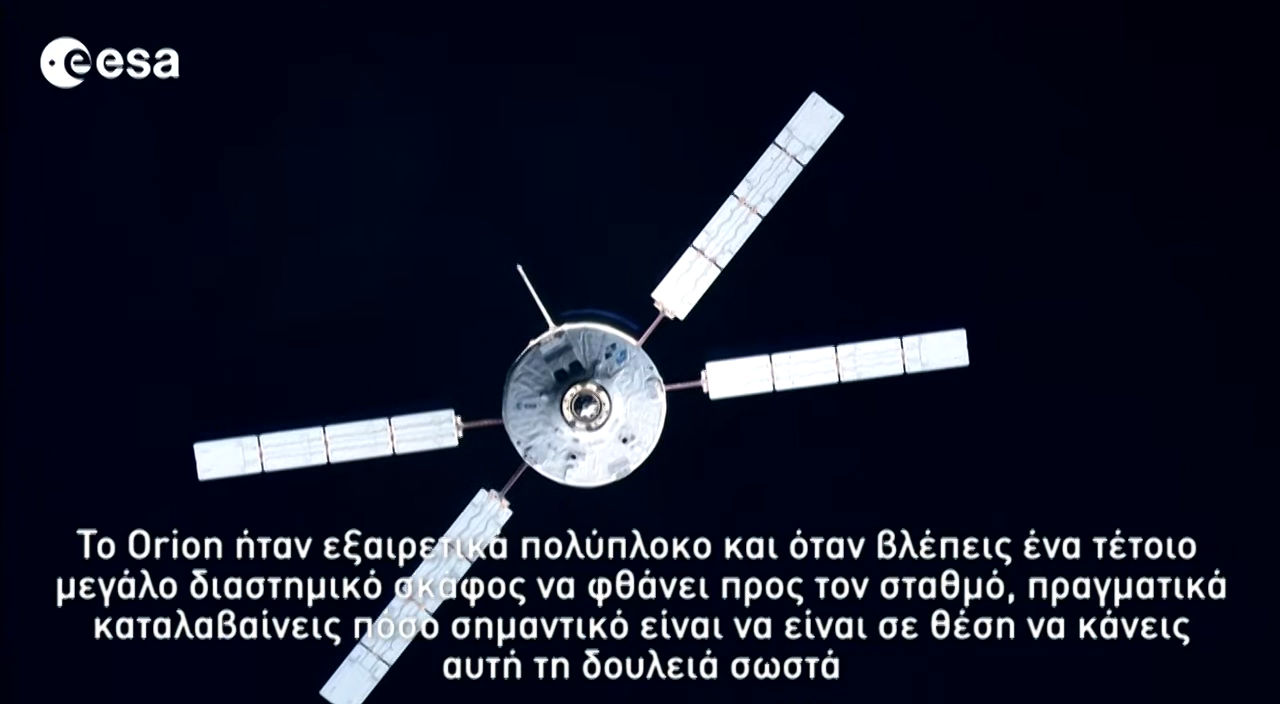 esa
Το Orion ήταν εξαιρετικά πολύπλοκο και όταν βλέπεις ένα τέτοιο
μεγάλο διαστημικό σκάφος να φθάνει προς τον σταθμό, πραγματικά
καταλαβαίνεις πόσο σημαντικό είναι να είναι σε θέση να κάνεις
αυτή τη δουλειά σωστά